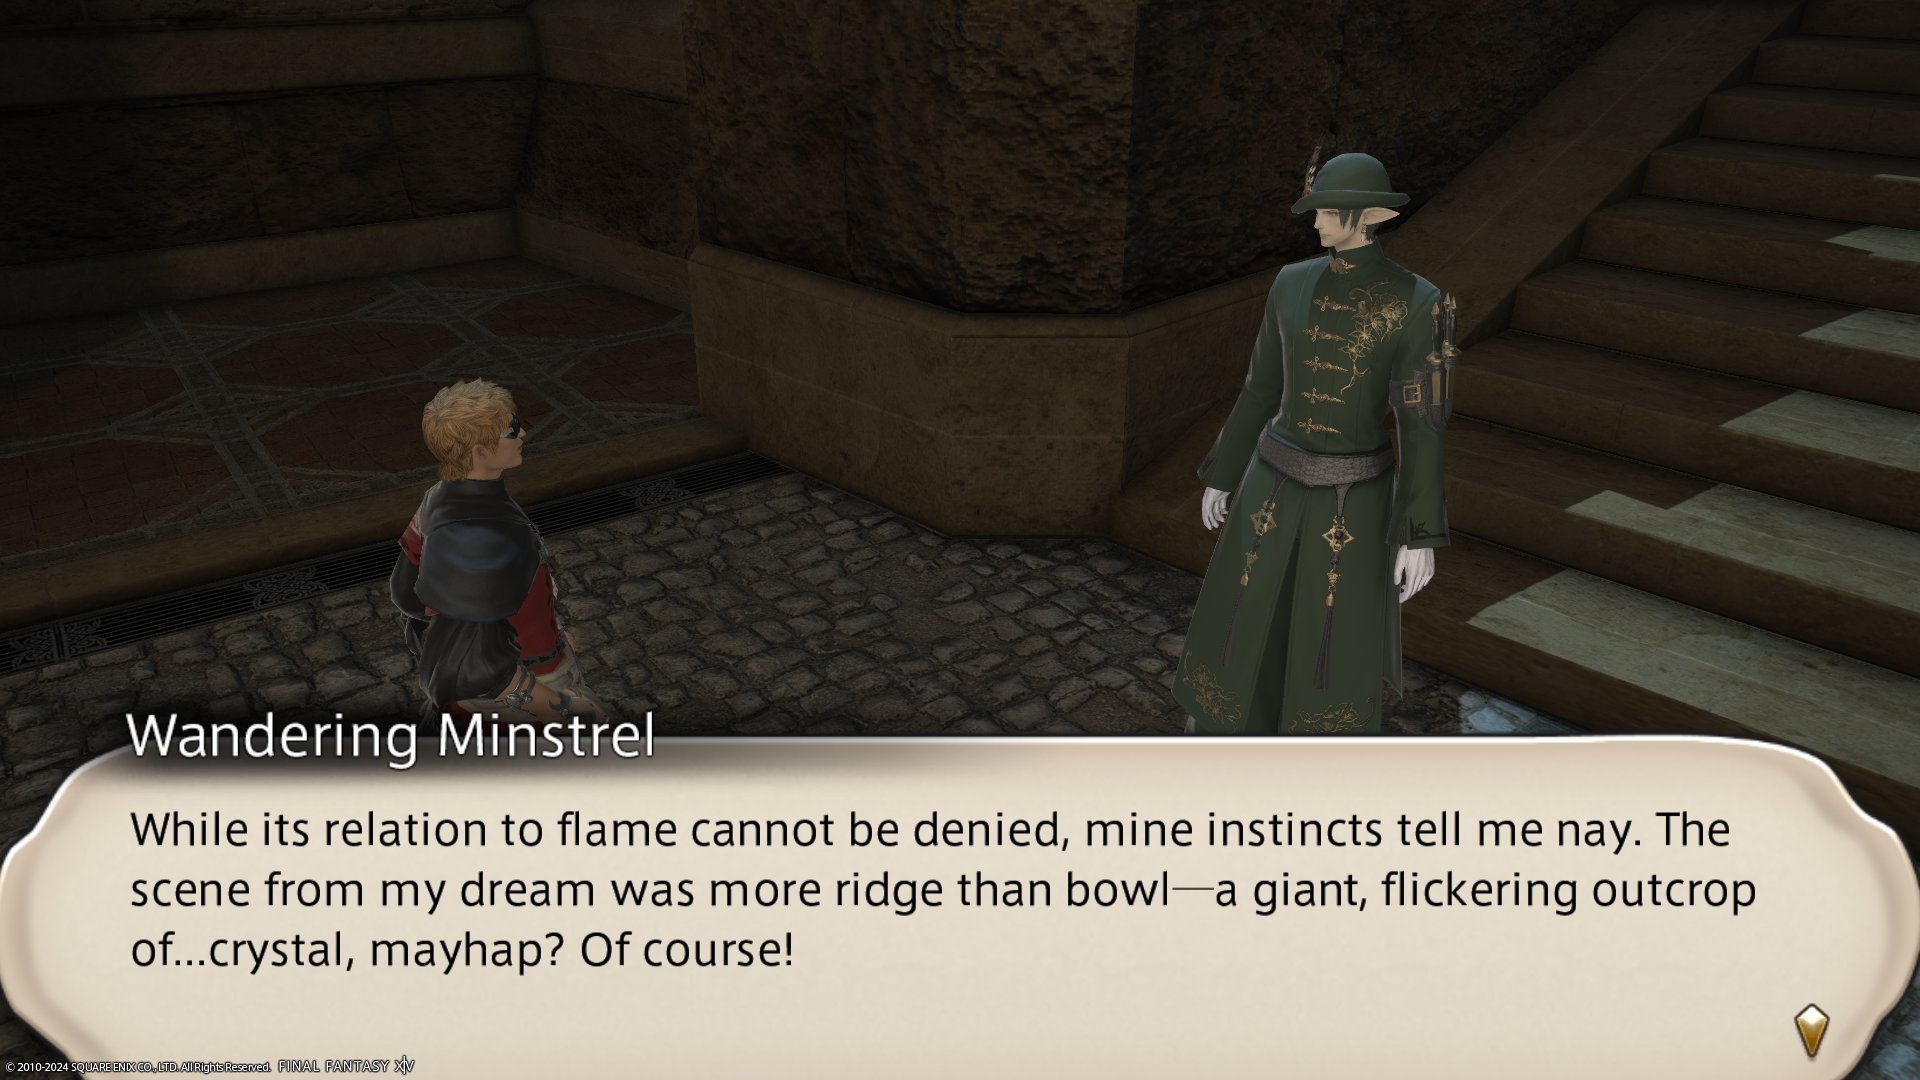 Wandering Minstrel
While its relation to flame cannot be denied, mine instincts tell me nay. The
scene from my dream was more ridge than bowl—a giant, flickering outcrop
of...crystal, mayhap? Of course!
© 2010-2024 SQUARE ENIX CO., LTD. All Rights Reserved. FINAL FANTASY XIV